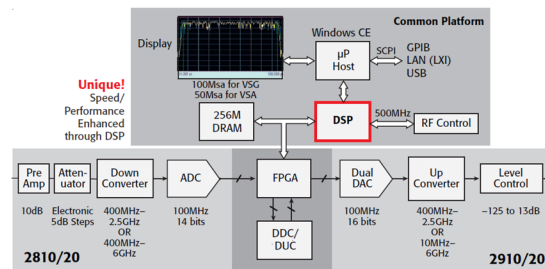 Common Platform
Windows CE
Display
µP
Host
SCPI
GPIB
LAN (LXI)
USB
100Msa for VSG
50Msa for VSA
Unique!
Speed/
Performance
Enhanced
through DSP
256M
DRAM
DSP
500MHz
RF Control
Pre
Amp
Atten-
uator
Down
Converter
ADC
FPGA
Dual
DAC
Up
Converter
Level
Control
10dB
Electronic
5dB Steps
400MHz–
2.5GHz
OR
400MHz–
6GHz
100MHz
14 bits
DDC/
DUC
100MHz
16 bits
400MHz–
2.5GHz
OR
10MHz–
6GHz
–125 to 13dB
2810/20
2910/20